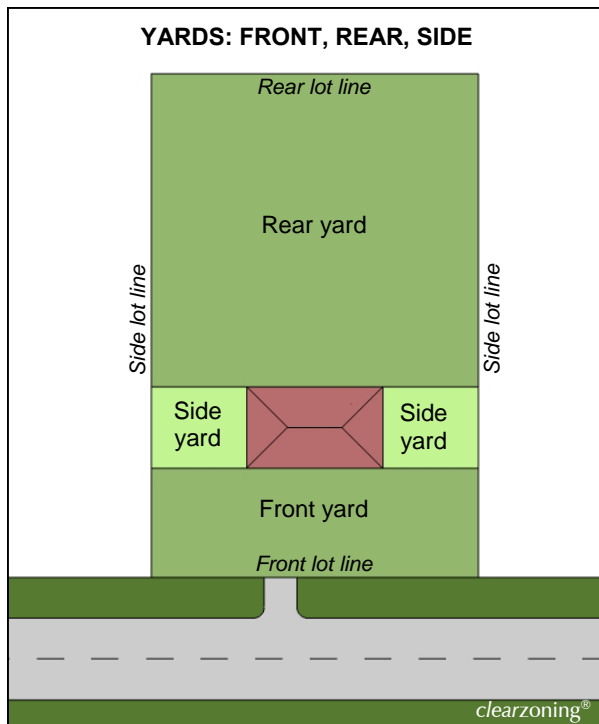 YARDS: FRONT, REAR, SIDE
Rear lot line
Rear yard
Side lot line
Side lot line
Side
yard
Side
yard
Front yard
Front lot line
clearzoning®